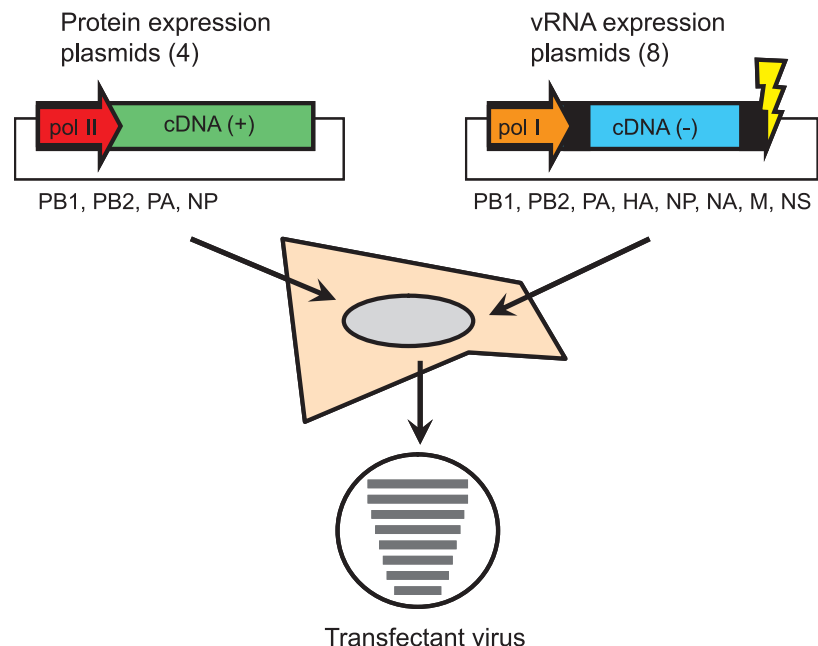 Protein expression
plasmids (4)
pol II
cDNA (+)
PB1, PB2, PA, NP
vRNA expression
plasmids (8)
pol I
cDNA (-)
PB1, PB2, PA, HA, NP, NA, M, NS
Transfectant virus